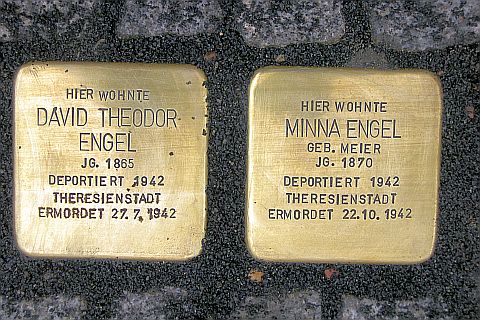 HIER WOHNTE
DAVID THEODOR
ENGEL
JG. 1865
DEPORTIERT 1942
THERESIENSTADT
ERMORDET 27.7.1942
HIER WOHNTE
MINNA ENGEL
GEB. MEIER
JG. 1870
DEPORTIERT 1942
THERESIENSTADT
ERMORDET 22.10.1942